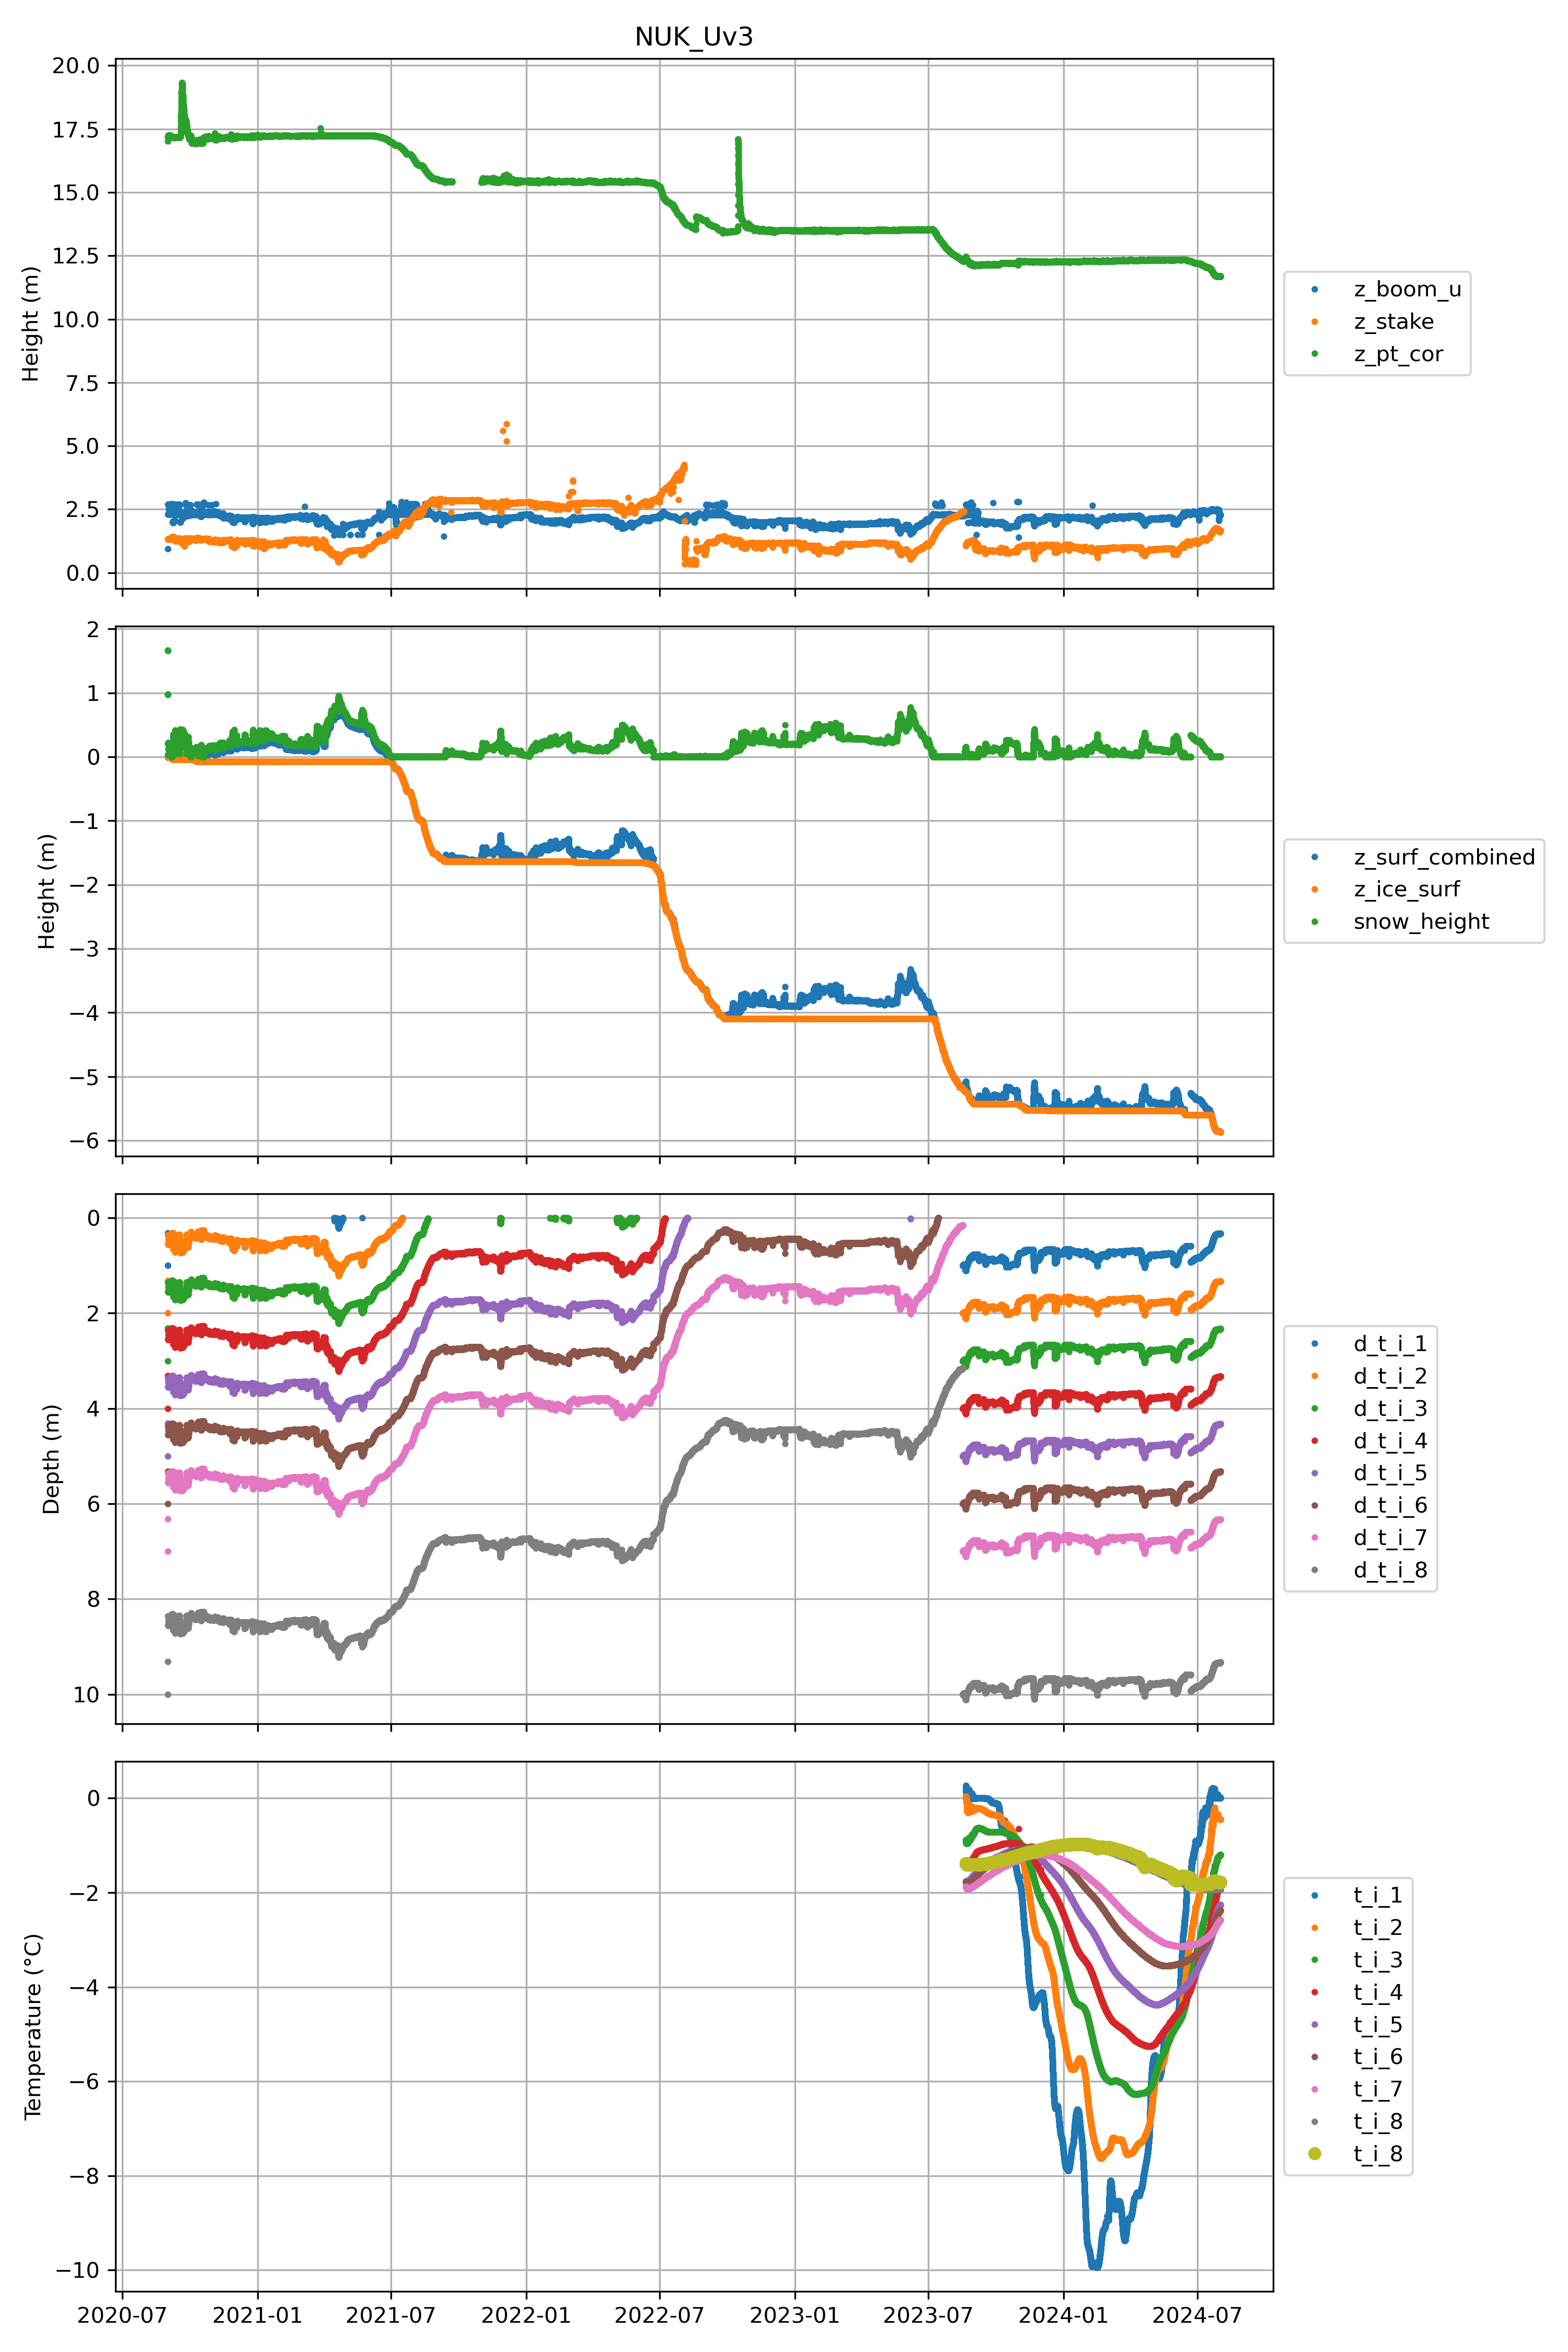 NUK_Uv3
20.0
17.5
15.0
12.5
10.0
7.5
5.0
2.5
0.0
Height (m)
z_boom_u
z_stake
z_pt_cor
2
1
0
−1
−2
−3
−4
−5
−6
Height (m)
z_surf_combined
z_ice_surf
snow_height
0
2
4
6
8
10
Depth (m)
d_t_i_1
d_t_i_2
d_t_i_3
d_t_i_4
d_t_i_5
d_t_i_6
d_t_i_7
d_t_i_8
0
−2
−4
−6
−8
−10
Temperature (°C)
t_i_1
t_i_2
t_i_3
t_i_4
t_i_5
t_i_6
t_i_7
t_i_8
t_i_8
2020-07 2021-01 2021-07 2022-01 2022-07 2023-01 2023-07 2024-01 2024-07